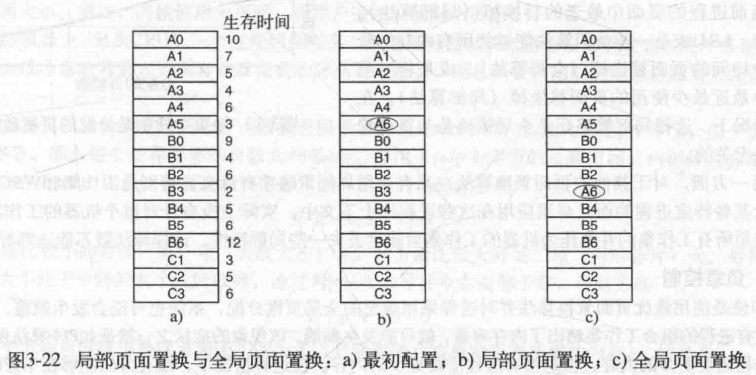 生存时间
A0 10 A0 A0
A1 7 A1 A1
A2 5 A2 A2
A3 4 A3 A3
A4 6 A4 A4
A5 3 A6 A5
B0 9 B0 B0
B1 4 B1 B1
B2 6 B2 B2
B3 2 B3 A6
B4 5 B4 B4
B5 6 B5 B5
B6 12 B6 B6
C1 3 C1 C1
C2 5 C2 C2
C3 6 C3 C3
a) b) c)
图3-22 局部页面置换与全局页面置换：a) 最初配置；b) 局部页面置换；c) 全局页面置换